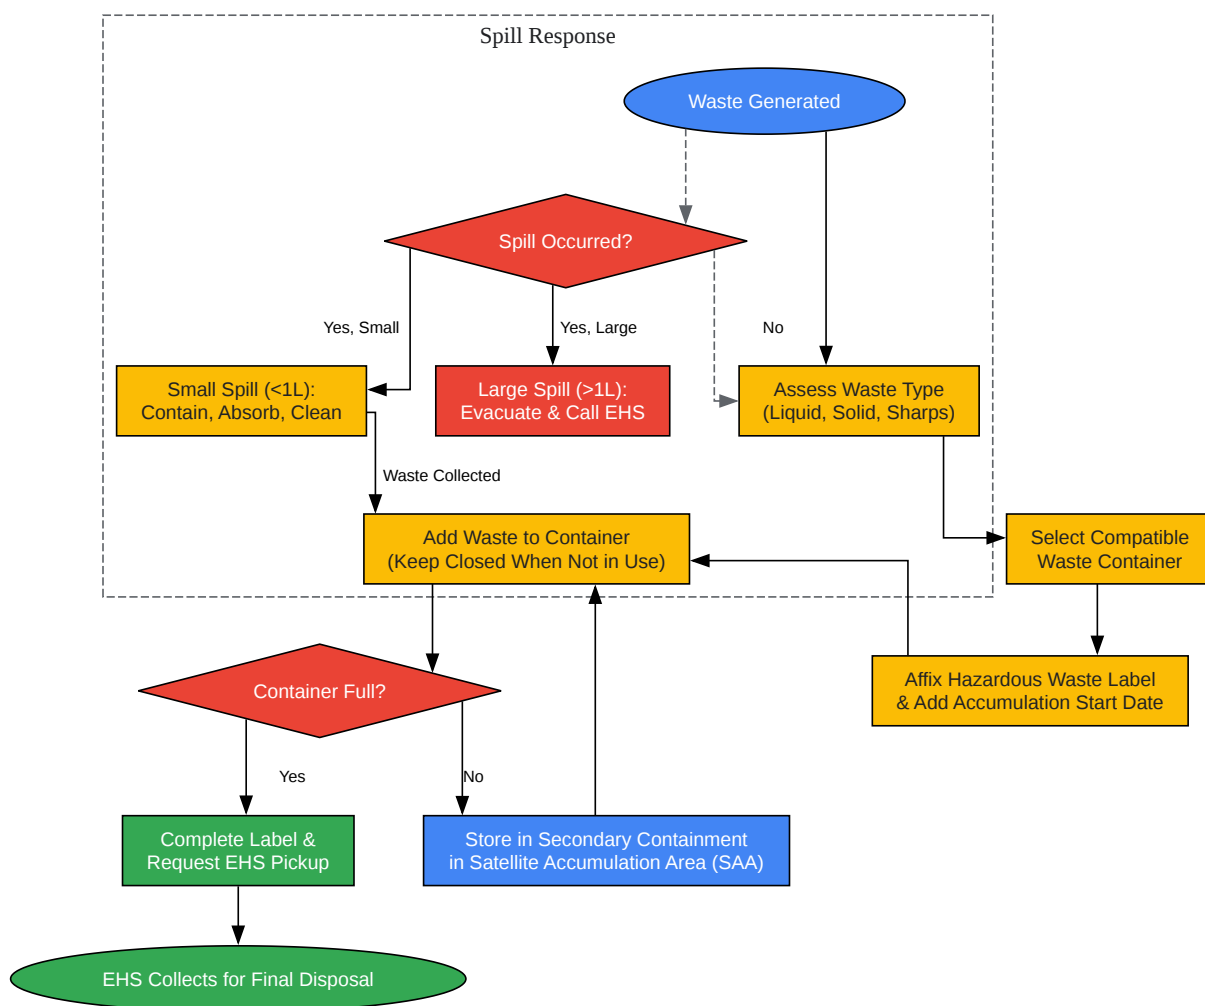 Spill Response
Waste Generated
Spill Occurred?
Yes, Small
Yes, Large
No
Small Spill (<1L):
Contain, Absorb, Clean
Large Spill (>1L):
Evacuate & Call EHS
Assess Waste Type
(Liquid, Solid, Sharps)
Waste Collected
Add Waste to Container
(Keep Closed When Not in Use)
Select Compatible
Waste Container
Affix Hazardous Waste Label
& Add Accumulation Start Date
Container Full?
Yes
No
Complete Label &
Request EHS Pickup
Store in Secondary Containment
in Satellite Accumulation Area (SAA)
EHS Collects for Final Disposal